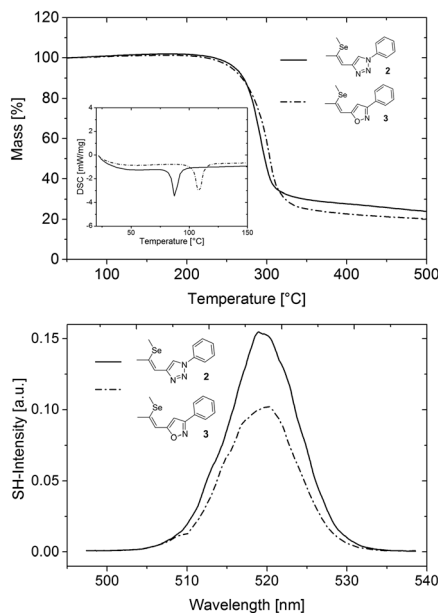 120
100
80
60
40
20
0
Mass [%]
Se
N
N=N
2
Se
O
N
3
4
2
0
-2
-4
-6
DSC [mW/mg]
50
100
150
Temperature [°C]
100
200
300
400
500
Temperature [°C]
0.15
0.10
0.05
0.00
SH-Intensity [a.u.]
Se
N
N=N
2
Se
O
N
3
500
510
520
530
540
Wavelength [nm]